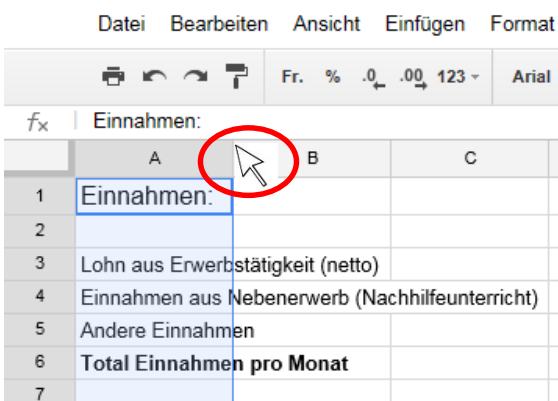 Datei Bearbeiten Ansicht Einfügen Format
Fr. % .0 .00 123 Arial
fx Einnahmen:
A B C
1 Einnahmen:
2
3 Lohn aus Erwerbstätigkeit (netto)
4 Einnahmen aus Nebenerwerb (Nachhilfeunterricht)
5 Andere Einnahmen
6 Total Einnahmen pro Monat
7